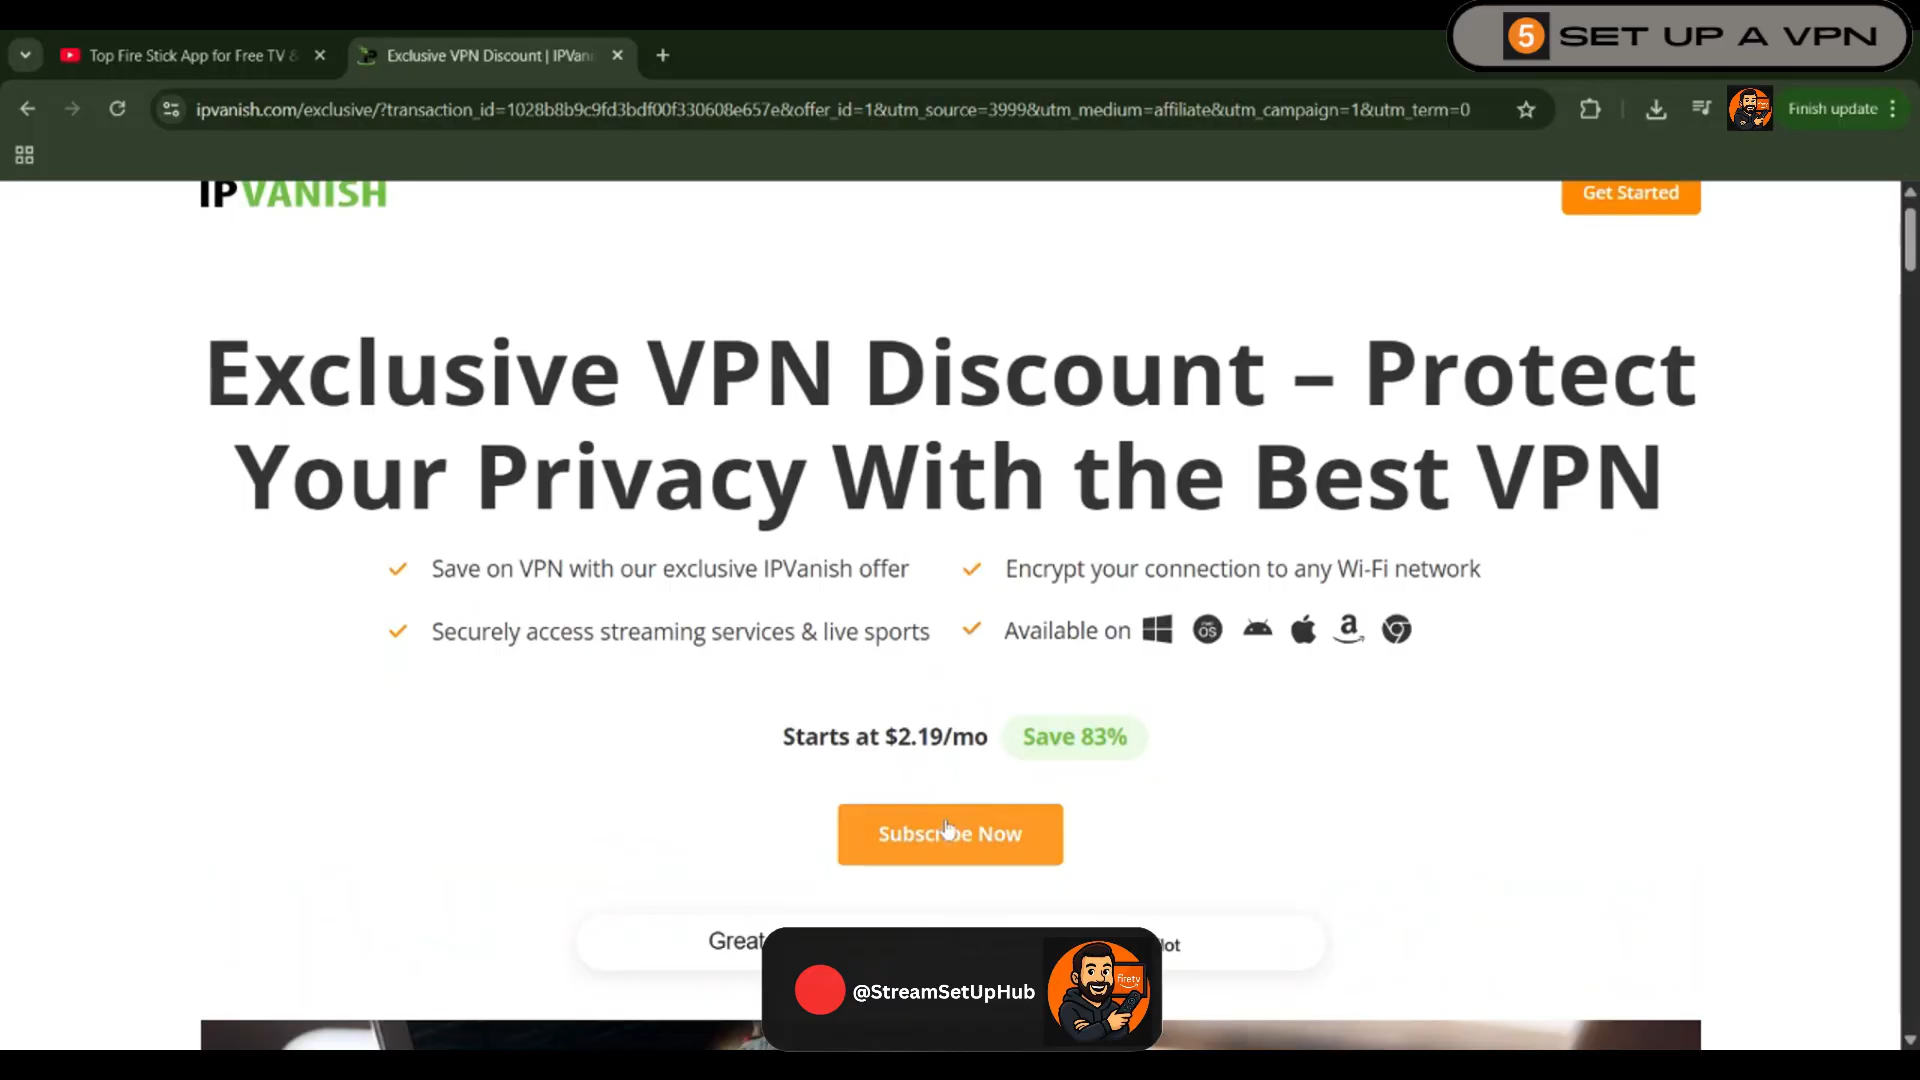 5 SET UP A VPN
Top Fire Stick App for Free TV &
Exclusive VPN Discount | IPVani
ipvanish.com/exclusive/?transaction_id=1028b8b9c9fd3bdf00f330608e657e&offer_id=1&utm_source=3999&utm_medium=affiliate&utm_campaign=1&utm_term=0
Finish update
IPVANISH
Get Started
Exclusive VPN Discount – Protect
Your Privacy With the Best VPN
Save on VPN with our exclusive IPVanish offer
Encrypt your connection to any Wi-Fi network
Securely access streaming services & live sports
Available on
Starts at $2.19/mo
Save 83%
Subscribe Now
Great
@StreamSetUpHub
firetv